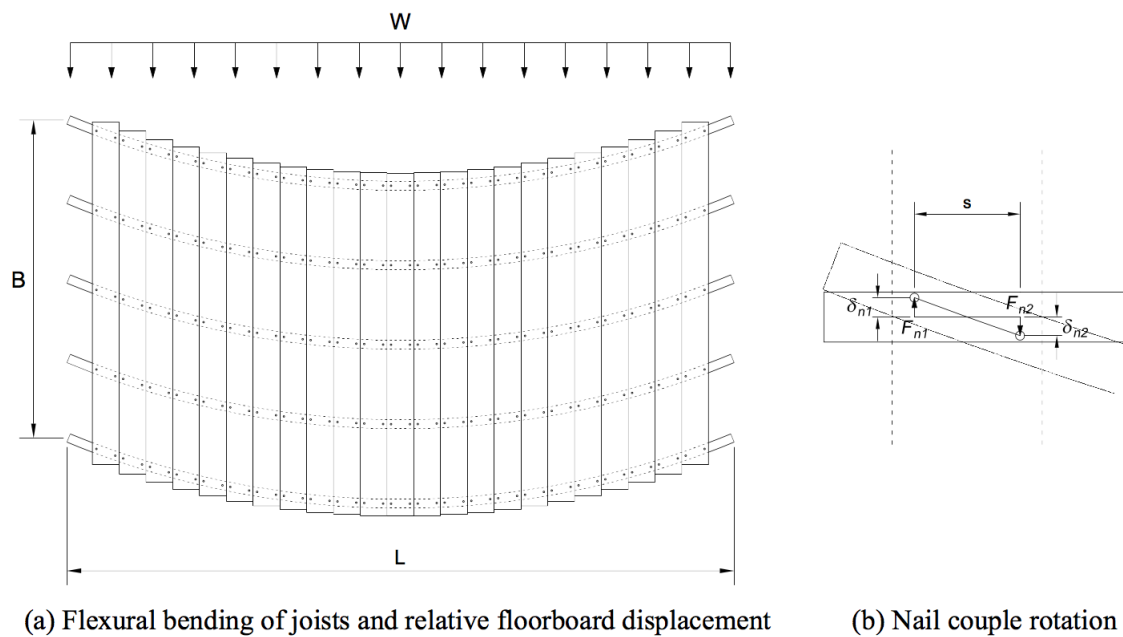 W
B
L
s
δn1
Fn1
Fn2
δn2
(a) Flexural bending of joists and relative floorboard displacement
(b) Nail couple rotation